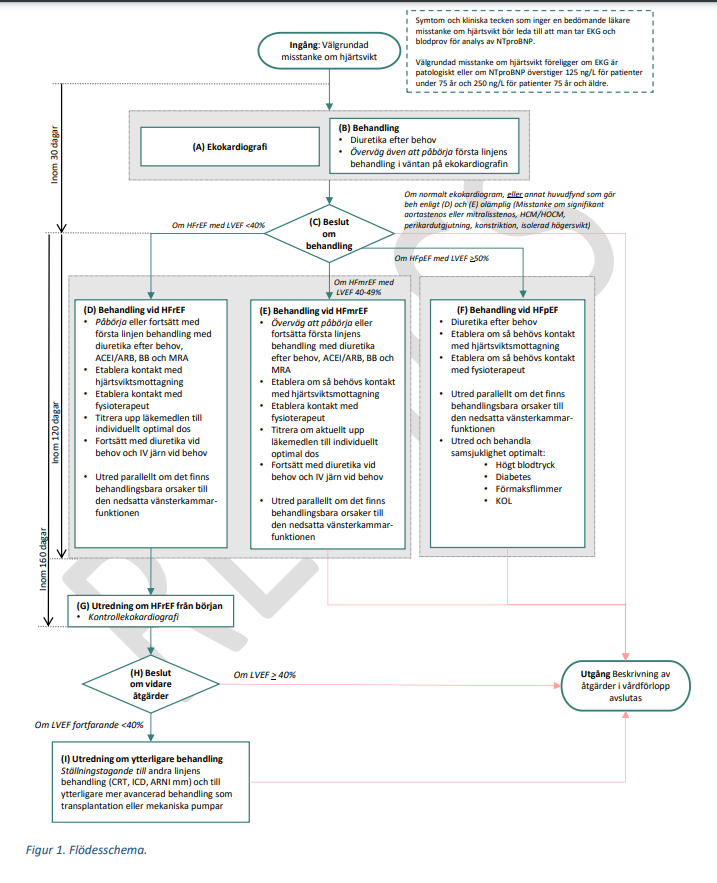 Symtom och kliniska tecken som inger en bedömande läkare
misstanke om hjärtsvikt bör leda till att man tar EKG och
blodprov för analys av NTproBNP.
Välgrundad misstanke om hjärtsvikt föreligger om EKG är
patologiskt eller om NTproBNP överstiger 125 ng/L för patienter
under 75 år och 250 ng/L för patienter 75 år och äldre.
Ingång: Välgrundad
misstanke om hjärtsvikt
Inom 30 dagar
(A) Ekokardiografi
(B) Behandling
• Diuretika efter behov
• Överväg även att påbörja första linjens
behandling i väntan på ekokardiografin
Om normalt ekokardiogram, eller annat huvudfynd som gör
beh enligt (D) och (E) olämplig (Misstanke om signifikant
aortastenos eller mitralisstenos, HCM/HOCM,
perikardutgjutning, konstriktion, isolerad högersvikt)
Om HFrEF med LVEF <40%
(C) Beslut
om
behandling
Om HFpEF med LVEF ≥50%
Om HFmrEF med
LVEF 40-49%
Inom 120 dagar
Inom 160 dagar
(D) Behandling vid HFrEF
• Påbörja eller fortsätt med
första linjen behandling med
diuretika efter behov,
ACEI/ARB, BB och MRA
• Etablera kontakt med
hjärtsviktsmottagning
• Etablera kontakt med
fysioterapeut
• Titrera upp läkemedlen till
individuellt optimal dos
• Fortsätt med diuretika vid
behov och IV järn vid behov
• Utred parallellt om det finns
behandlingsbara orsaker till
den nedsatta vänsterkammar-
funktionen
(E) Behandling vid HFmrEF
• Överväg att påbörja eller
fortsätta första linjens
behandling med diuretika
efter behov, ACEI/ARB, BB och
MRA
• Etablera om så behövs kontakt
med hjärtsviktsmottagning
• Etablera kontakt med
fysioterapeut
• Titrera om aktuellt upp
läkemedlen till individuellt
optimal dos
• Fortsätt med diuretika vid
behov och IV järn vid behov
• Utred parallellt om det finns
behandlingsbara orsaker till
den nedsatta vänsterkammar-
funktionen
(F) Behandling vid HFpEF
• Diuretika efter behov
• Etablera om så behövs kontakt
med hjärtsviktsmottagning
• Etablera om så behövs kontakt
med fysioterapeut
• Utred parallellt om det finns
behandlingsbara orsaker till
den nedsatta vänsterkammar-
funktionen
• Utred och behandla
samsjuklighet optimalt:
• Högt blodtryck
• Diabetes
• Förmaksflimmer
• KOL
(G) Utredning om HFrEF från början
• Kontrollekokardiografi
(H) Beslut
om vidare
åtgärder
Om LVEF ≥ 40%
Utgång Beskrivning av
åtgärder i vårdförlopp
avslutas
Om LVEF fortfarande <40%
(I) Utredning om ytterligare behandling
Ställningstagande till andra linjens
behandling (CRT, ICD, ARNI mm) och till
ytterligare mer avancerad behandling som
transplantation eller mekaniska pumpar
Figur 1. Flödesschema.